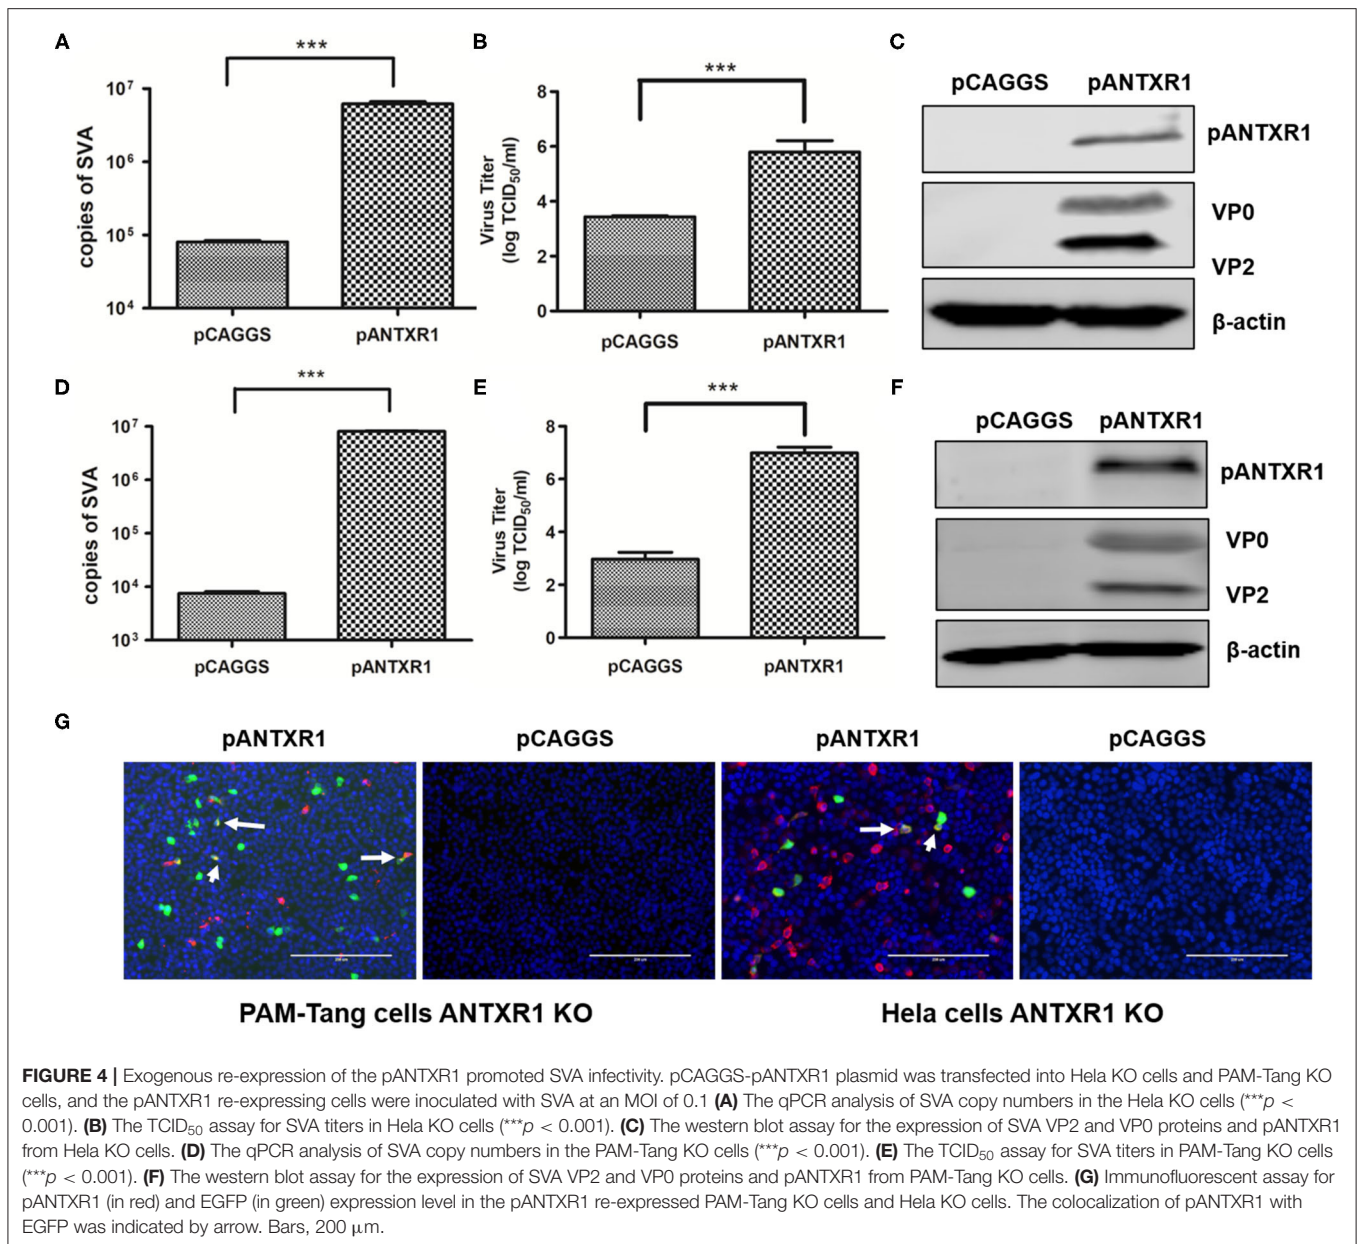 A
***
copies of SVA
10⁷
10⁶
10⁵
10⁴
pCAGGS pANTXR1
B
***
Virus Titer
(log TCID₅₀/ml)
8
6
4
2
0
pCAGGS pANTXR1
C
pCAGGS pANTXR1
pANTXR1
VP0
VP2
β-actin
D
***
copies of SVA
10⁷
10⁶
10⁵
10⁴
10³
pCAGGS pANTXR1
E
***
Virus Titer
(log TCID₅₀/ml)
8
6
4
2
0
pCAGGS pANTXR1
F
pCAGGS pANTXR1
pANTXR1
VP0
VP2
β-actin
G
pANTXR1 pCAGGS pANTXR1 pCAGGS
PAM-Tang cells ANTXR1 KO Hela cells ANTXR1 KO
FIGURE 4 | Exogenous re-expression of the pANTXR1 promoted SVA infectivity. pCAGGS-pANTXR1 plasmid was transfected into Hela KO cells and PAM-Tang KO
cells, and the pANTXR1 re-expressing cells were inoculated with SVA at an MOI of 0.1 (A) The qPCR analysis of SVA copy numbers in the Hela KO cells (***p <
0.001). (B) The TCID₅₀ assay for SVA titers in Hela KO cells (***p < 0.001). (C) The western blot assay for the expression of SVA VP2 and VP0 proteins and pANTXR1
from Hela KO cells. (D) The qPCR analysis of SVA copy numbers in the PAM-Tang KO cells (***p < 0.001). (E) The TCID₅₀ assay for SVA titers in PAM-Tang KO cells
(***p < 0.001). (F) The western blot assay for the expression of SVA VP2 and VP0 proteins and pANTXR1 from PAM-Tang KO cells. (G) Immunofluorescent assay for
pANTXR1 (in red) and EGFP (in green) expression level in the pANTXR1 re-expressed PAM-Tang KO cells and Hela KO cells. The colocalization of pANTXR1 with
EGFP was indicated by arrow. Bars, 200 μm.